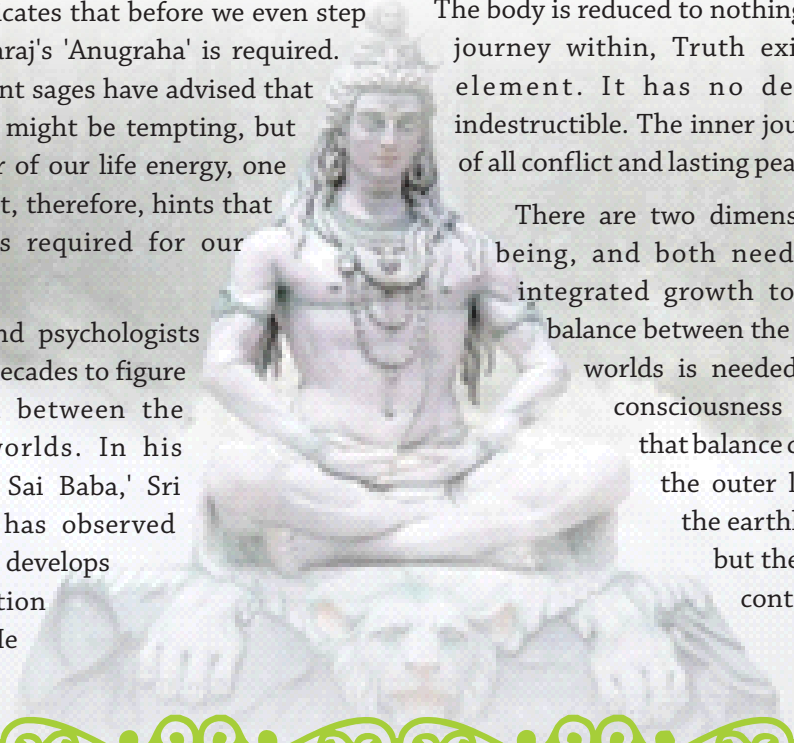 cates that before we even step
araj's 'Anugraha' is required.
nt sages have advised that
might be tempting, but
r of our life energy, one
t, therefore, hints that
s required for our
nd psychologists
ecades to figure
between the
vorlds. In his
Sai Baba,' Sri
has observed
develops
tion
He
The body is reduced to nothing
journey within, Truth exi
element. It has no de
indestructible. The inner jou
of all conflict and lasting pea
There are two dimens
being, and both need
integrated growth to
balance between the
worlds is needed
consciousness
that balance c
the outer l
the earthl
but the
cont